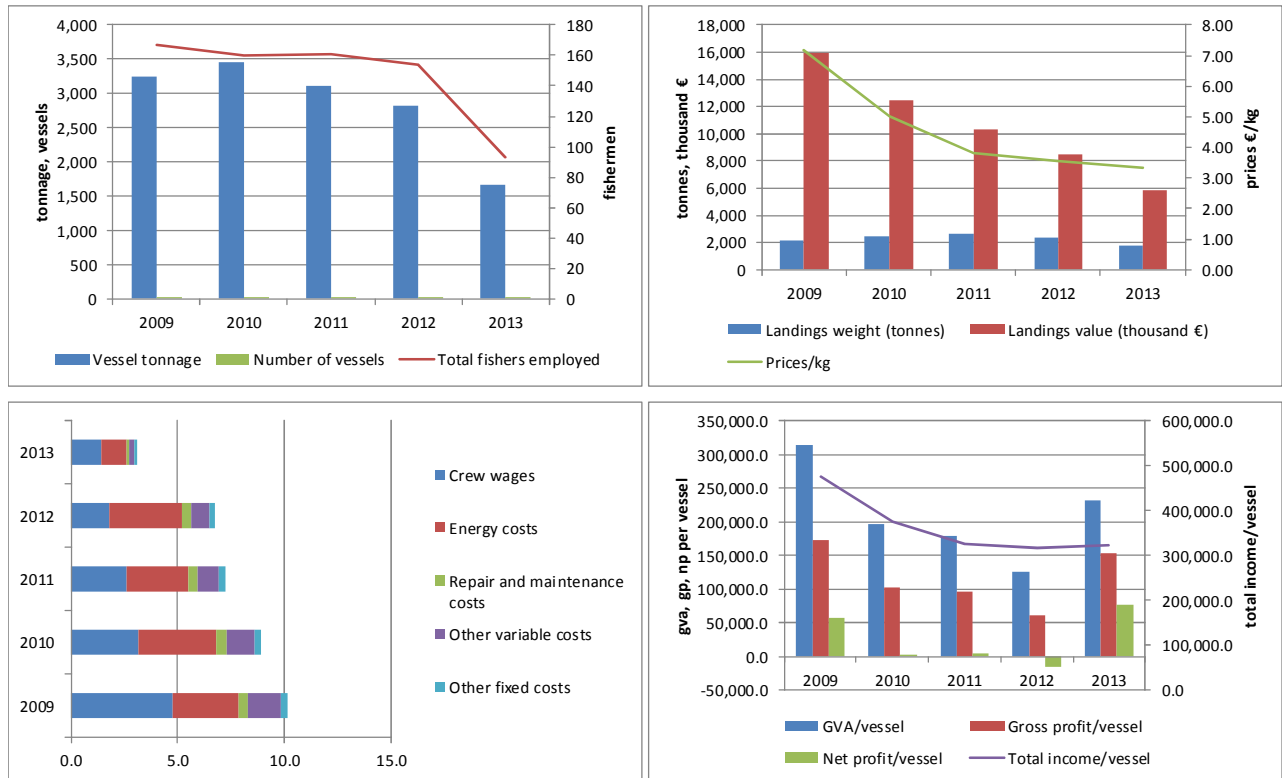 4,000
3,500
3,000
2,500
2,000
1,500
1,000
500
0
tonnage, vessels
180
160
140
120
100
80
60
40
20
0
fishermen
2009 2010 2011 2012 2013
Vessel tonnage Number of vessels Total fishers employed
18,000
16,000
14,000
12,000
10,000
8,000
6,000
4,000
2,000
0
tonnes, thousand €
8.00
7.00
6.00
5.00
4.00
3.00
2.00
1.00
0.00
prices €/kg
2009 2010 2011 2012 2013
Landings weight (tonnes) Landings value (thousand €)
Prices/kg
2013
2012
2011
2010
2009
0.0 5.0 10.0 15.0
Crew wages
Energy costs
Repair and maintenance
costs
Other variable costs
Other fixed costs
350,000.0
300,000.0
250,000.0
200,000.0
150,000.0
100,000.0
50,000.0
0.0
-50,000.0
gva, gp, np per vessel
600,000.0
500,000.0
400,000.0
300,000.0
200,000.0
100,000.0
0.0
total income/vessel
2009 2010 2011 2012 2013
GVA/vessel Gross profit/vessel
Net profit/vessel Total income/vessel